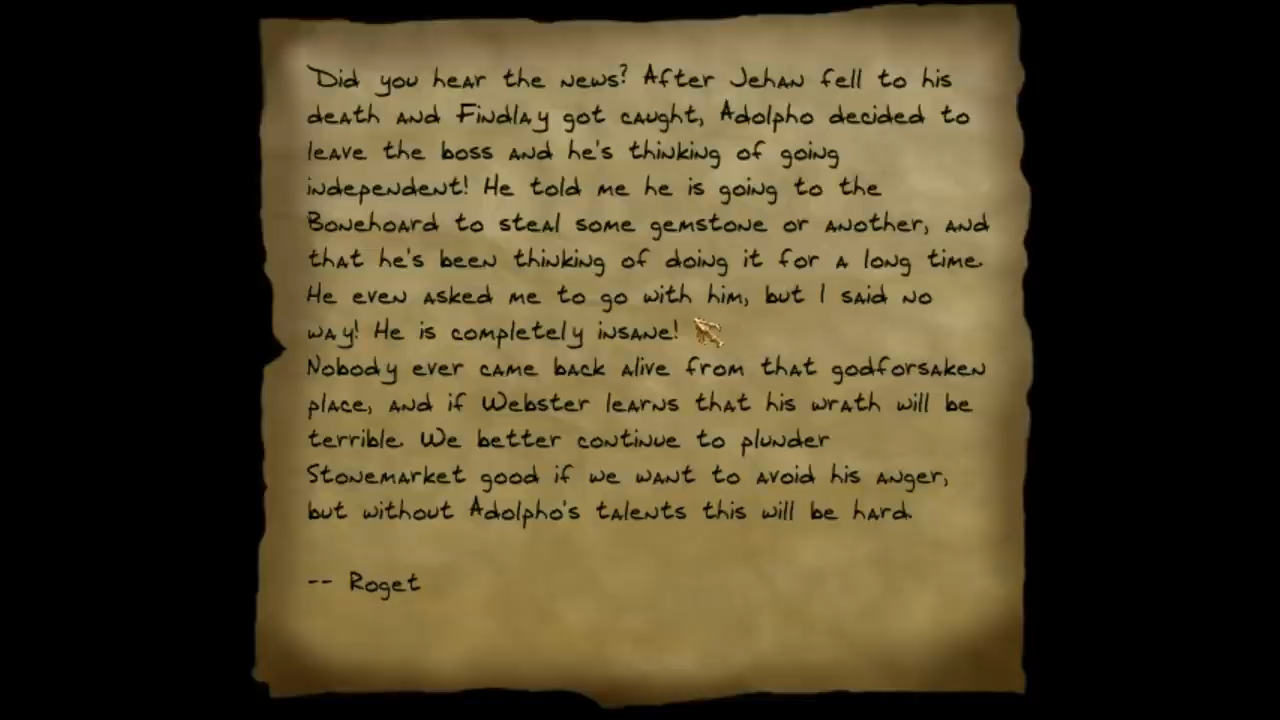 Did you hear the news? After Jehan fell to his
death and Findlay got caught, Adolpho decided to
leave the boss and he's thinking of going
independent! He told me he is going to the
Bonehoard to steal some gemstone or another, and
that he's been thinking of doing it for a long time.
He even asked me to go with him, but I said no
way! He is completely insane!
Nobody ever came back alive from that godforsaken
place, and if Webster learns that his wrath will be
terrible. We better continue to plunder
Stonemarket good if we want to avoid his anger,
but without Adolpho's talents this will be hard.
-- Roget